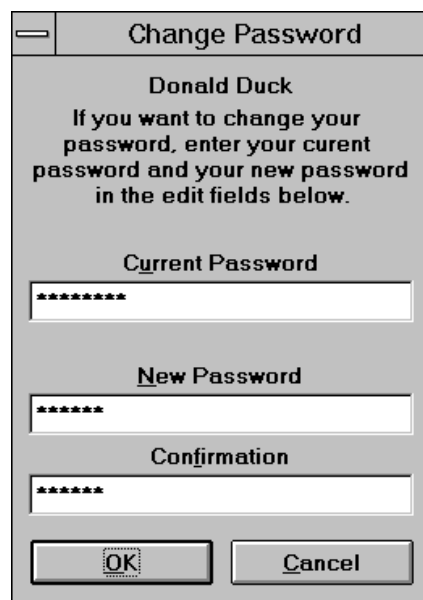 Change Password
Donald Duck
If you want to change your
password, enter your curent
password and your new password
in the edit fields below.
Current Password
********
New Password
******
Confirmation
******
OK
Cancel